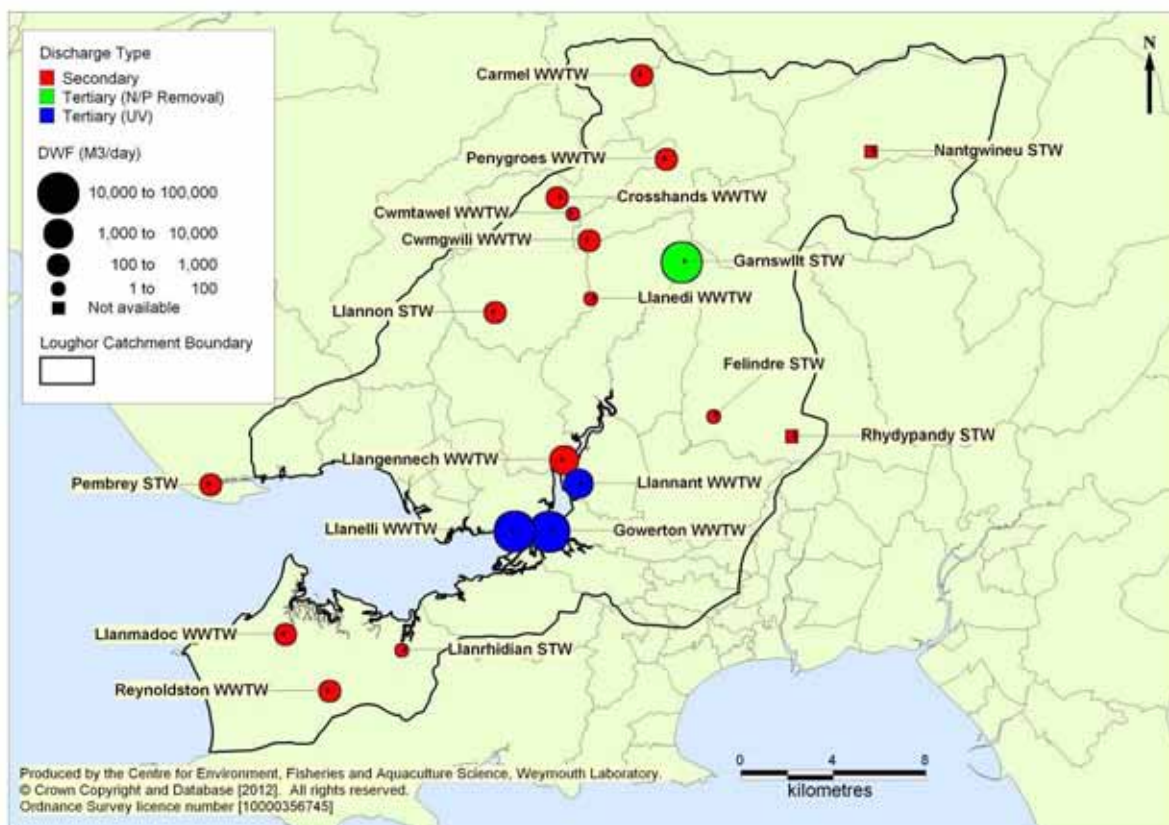 Discharge Type
Secondary
Tertiary (N/P Removal)
Tertiary (UV)
DWF (M3/day)
10,000 to 100,000
1,000 to 10,000
100 to 1,000
1 to 100
Not available
Loughor Catchment Boundary
N
Carmel WWTW
Nantgwineu STW
Penygroes WWTW
Crosshands WWTW
Cwmtawel WWTW
Cwmgwili WWTW
Garnswllt STW
Llanedi WWTW
Llannon STW
Felindre STW
Rhydypandy STW
Llangennech WWTW
Pembrey STW
Llannant WWTW
Llanelli WWTW
Gowerton WWTW
Llanmadoc WWTW
Llanrhidian STW
Reynoldston WWTW
Produced by the Centre for Environment, Fisheries and Aquaculture Science, Weymouth Laboratory.
© Crown Copyright and Database [2012]. All rights reserved.
Ordnance Survey licence number [10000356745]
0 4 8
kilometres